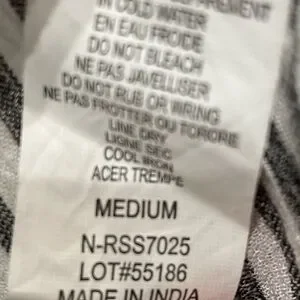 IN COLD WATER
EN EAU FROIDE
DO NOT BLEACH
NE PAS JAVELLISER
DO NOT RUB OR WRING
NE PAS FROTTER OU TORDRE
LINE DRY
LIGNE SEC
COOL IRON
ACER TREMPE
MEDIUM
N-RSS7025
LOT#55186
MADE IN INDIA